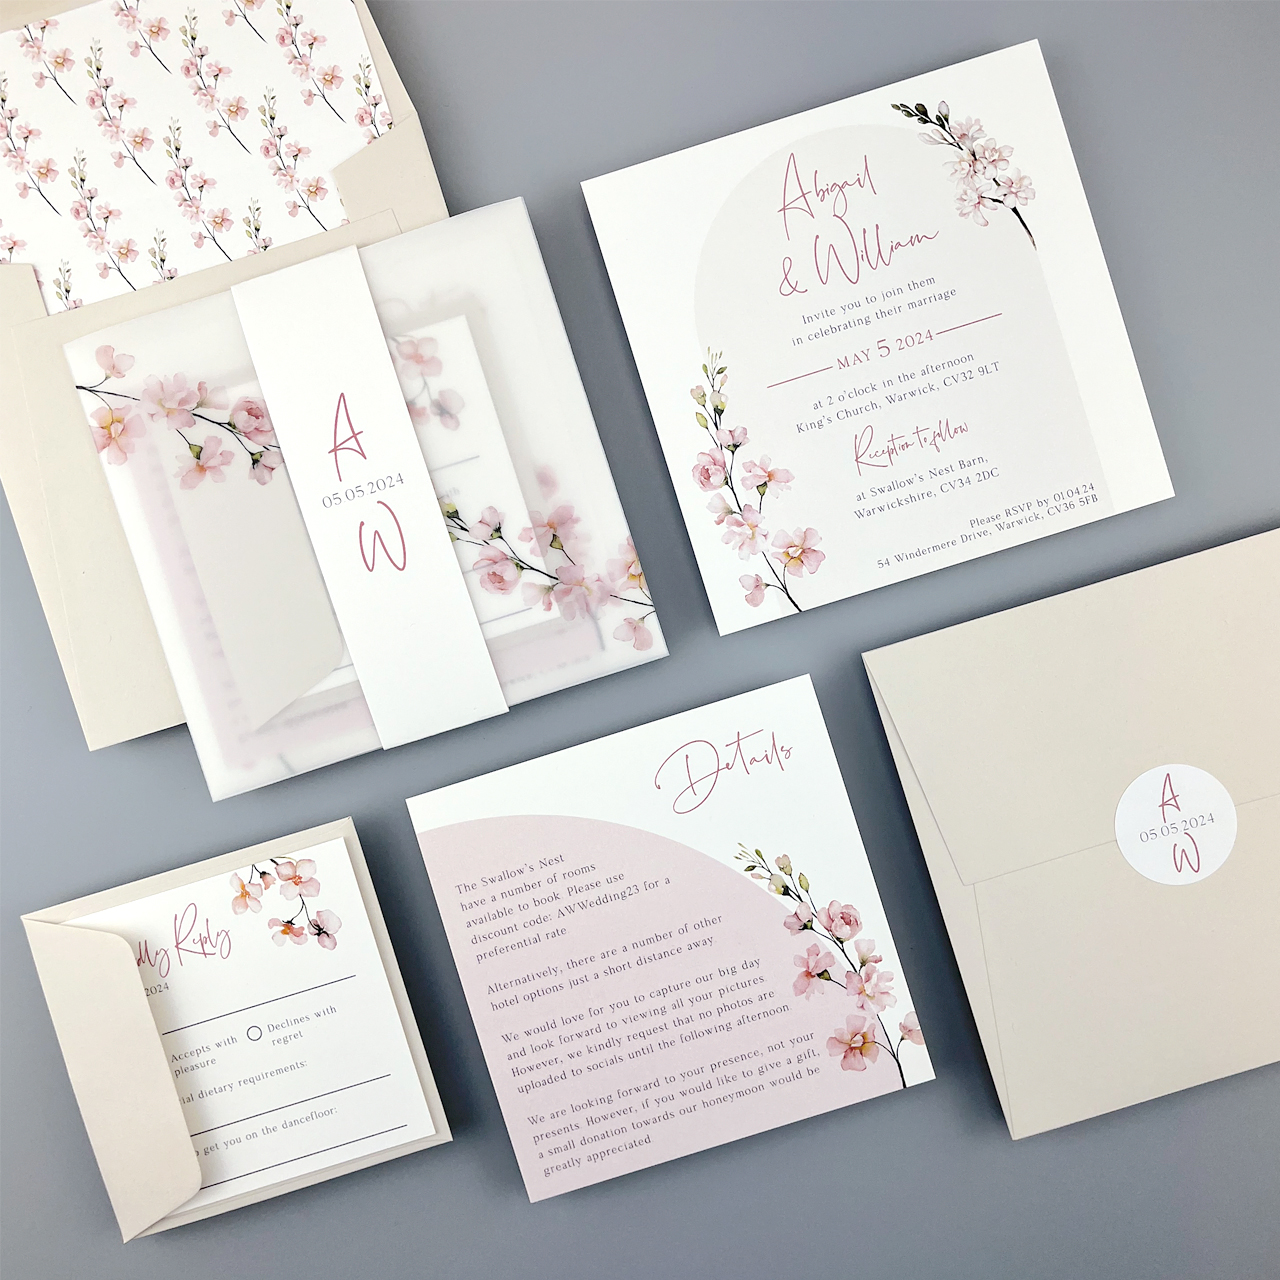 Abigail
& William
Invite you to join them
in celebrating their marriage
MAY 5 2024
at 2 o'clock in the afternoon
King's Church, Warwick, CV32 9LT
Reception to follow
at Swallow's Nest Barn,
Warwickshire, CV34 2DC
Please RSVP by 01 04 24
54 Windermere Drive, Warwick, CV36 5FB
A
05.05.2024
W
Details
The Swallow's Nest
have a number of rooms
available to book. Please use
discount code: AWWedding23 for a
preferential rate.
Alternatively, there are a number of other
hotel options just a short distance away.
We would love for you to capture our big day
and look forward to viewing all your pictures.
However, we kindly request that no photos are
uploaded to socials until the following afternoon.
We are looking forward to your presence, not your
presents. However, if you would like to give a gift,
a small donation towards our honeymoon would be
greatly appreciated.
A
05.05.2024
W
dly Reply
2024
Accepts with
pleasure
Declines with
regret
ial dietary requirements:
get you on the dancefloor: